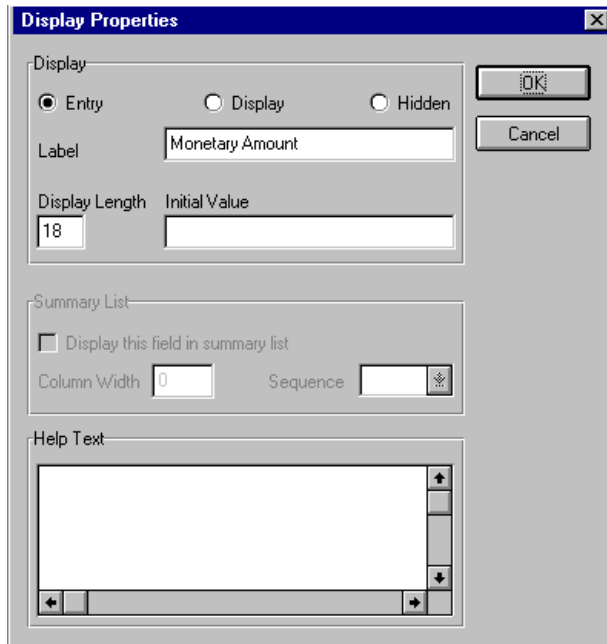 Display Properties
Display
Entry Display Hidden
OK
Label Monetary Amount
Cancel
Display Length Initial Value
18
Summary List
Display this field in summary list
Column Width 0 Sequence
Help Text